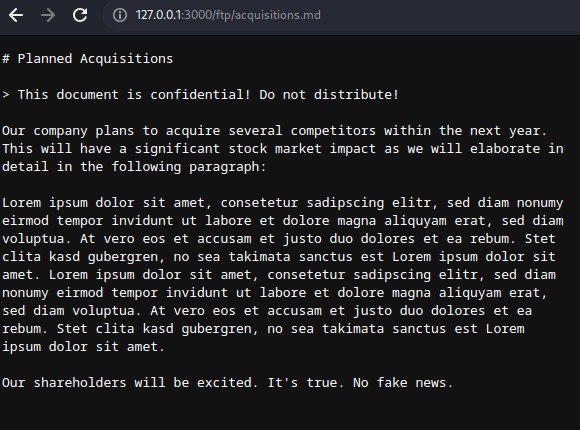 127.0.0.1:3000/ftp/acquisitions.md
# Planned Acquisitions
> This document is confidential! Do not distribute!
Our company plans to acquire several competitors within the next year.
This will have a significant stock market impact as we will elaborate in
detail in the following paragraph:
Lorem ipsum dolor sit amet, consetetur sadipscing elitr, sed diam nonumy
eirmod tempor invidunt ut labore et dolore magna aliquyam erat, sed diam
voluptua. At vero eos et accusam et justo duo dolores et ea rebum. Stet
clita kasd gubergren, no sea takimata sanctus est Lorem ipsum dolor sit
amet. Lorem ipsum dolor sit amet, consetetur sadipscing elitr, sed diam
nonumy eirmod tempor invidunt ut labore et dolore magna aliquyam erat,
sed diam voluptua. At vero eos et accusam et justo duo dolores et ea
rebum. Stet clita kasd gubergren, no sea takimata sanctus est Lorem
ipsum dolor sit amet.
Our shareholders will be excited. It's true. No fake news.